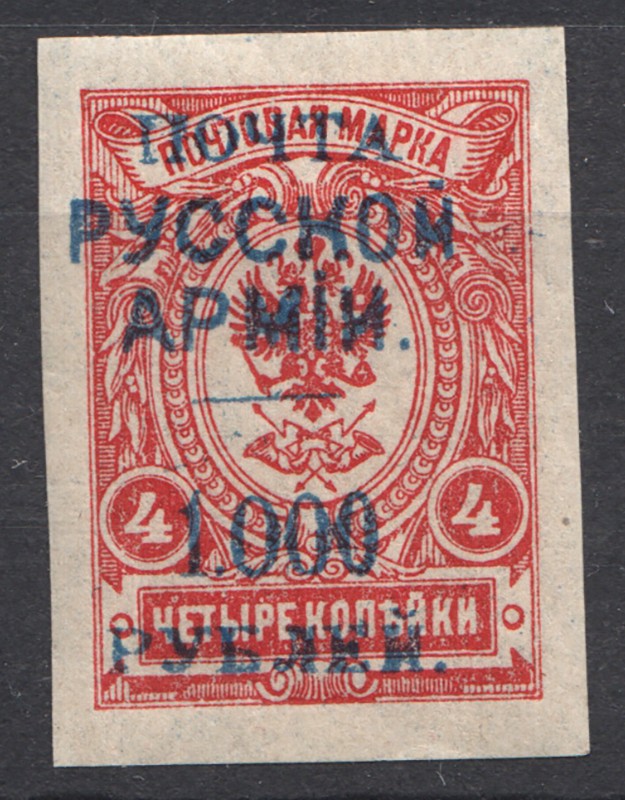 ПОЧТА
ПОЧТОВАЯ МАРКА
РУССКОЙ
АРМІИ.
4 4
1.000
ЧЕТЫРЕ КОПѢЙКИ
РУБЛЕЙ.